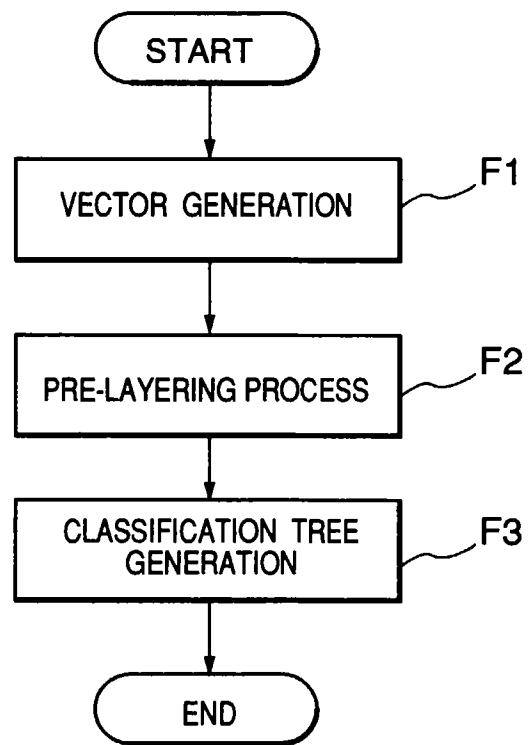 START
VECTOR GENERATION
F1
PRE-LAYERING PROCESS
F2
CLASSIFICATION TREE
GENERATION
F3
END